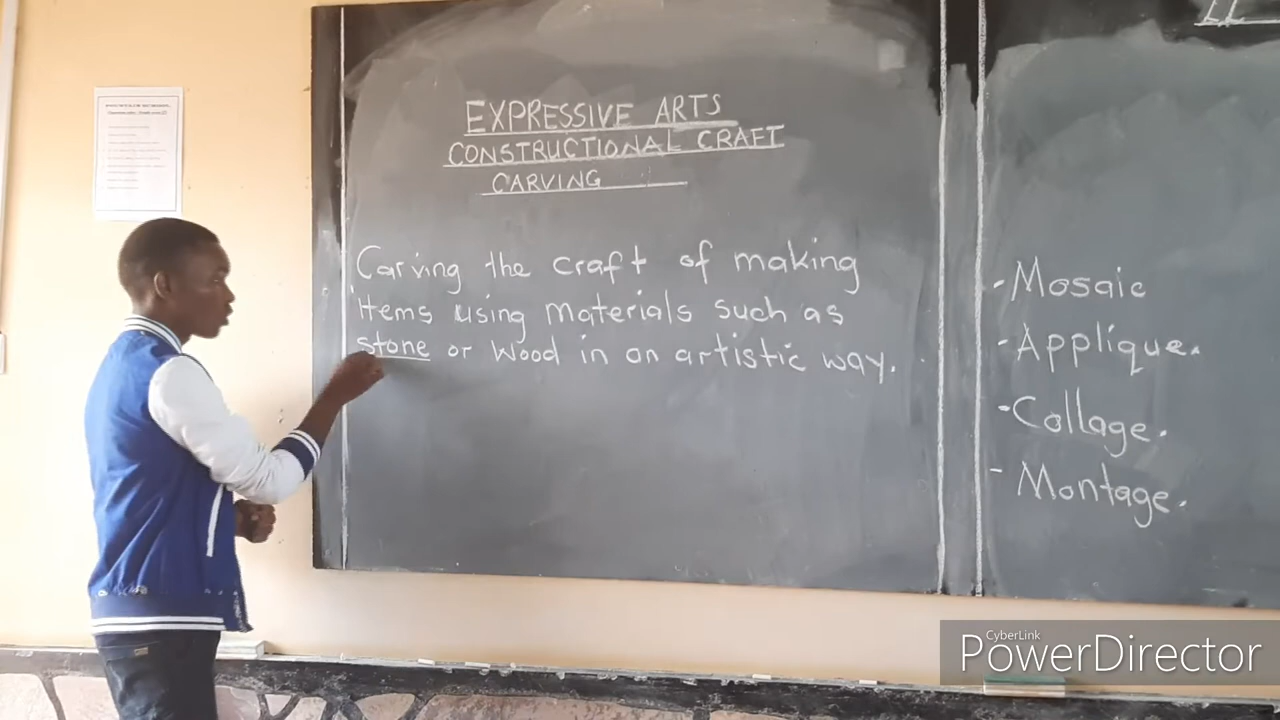 EXPRESSIVE ARTS
CONSTRUCTIONAL CRAFT
CARVING
Carving the craft of making
items using materials such as
stone or wood in an artistic way.
- Mosaic
- Applique.
- Collage.
- Montage.
CyberLink
PowerDirector